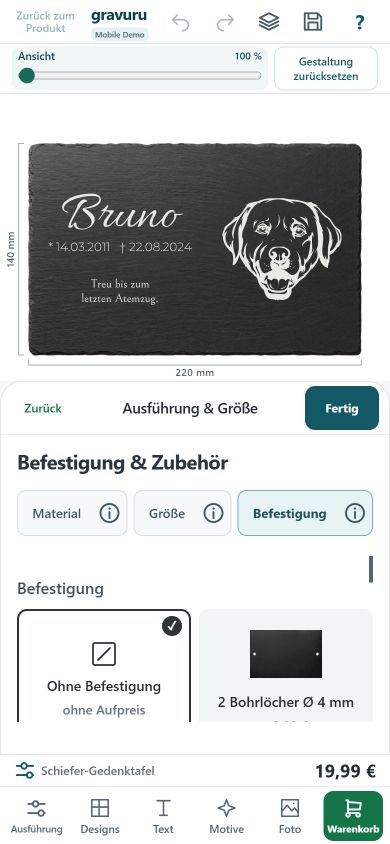 Zurück zum
Produkt
gravuru
Mobile Demo
?
Ansicht
100 %
Gestaltung
zurücksetzen
Bruno
* 14.03.2011 † 22.08.2024
Treu bis zum
letzten Atemzug.
140 mm
220 mm
Zurück
Ausführung & Größe
Fertig
Befestigung & Zubehör
Material
Größe
Befestigung
Befestigung
Ohne Befestigung
ohne Aufpreis
2 Bohrlöcher Ø 4 mm
Schiefer-Gedenktafel
19,99 €
Ausführung
Designs
Text
Motive
Foto
Warenkorb